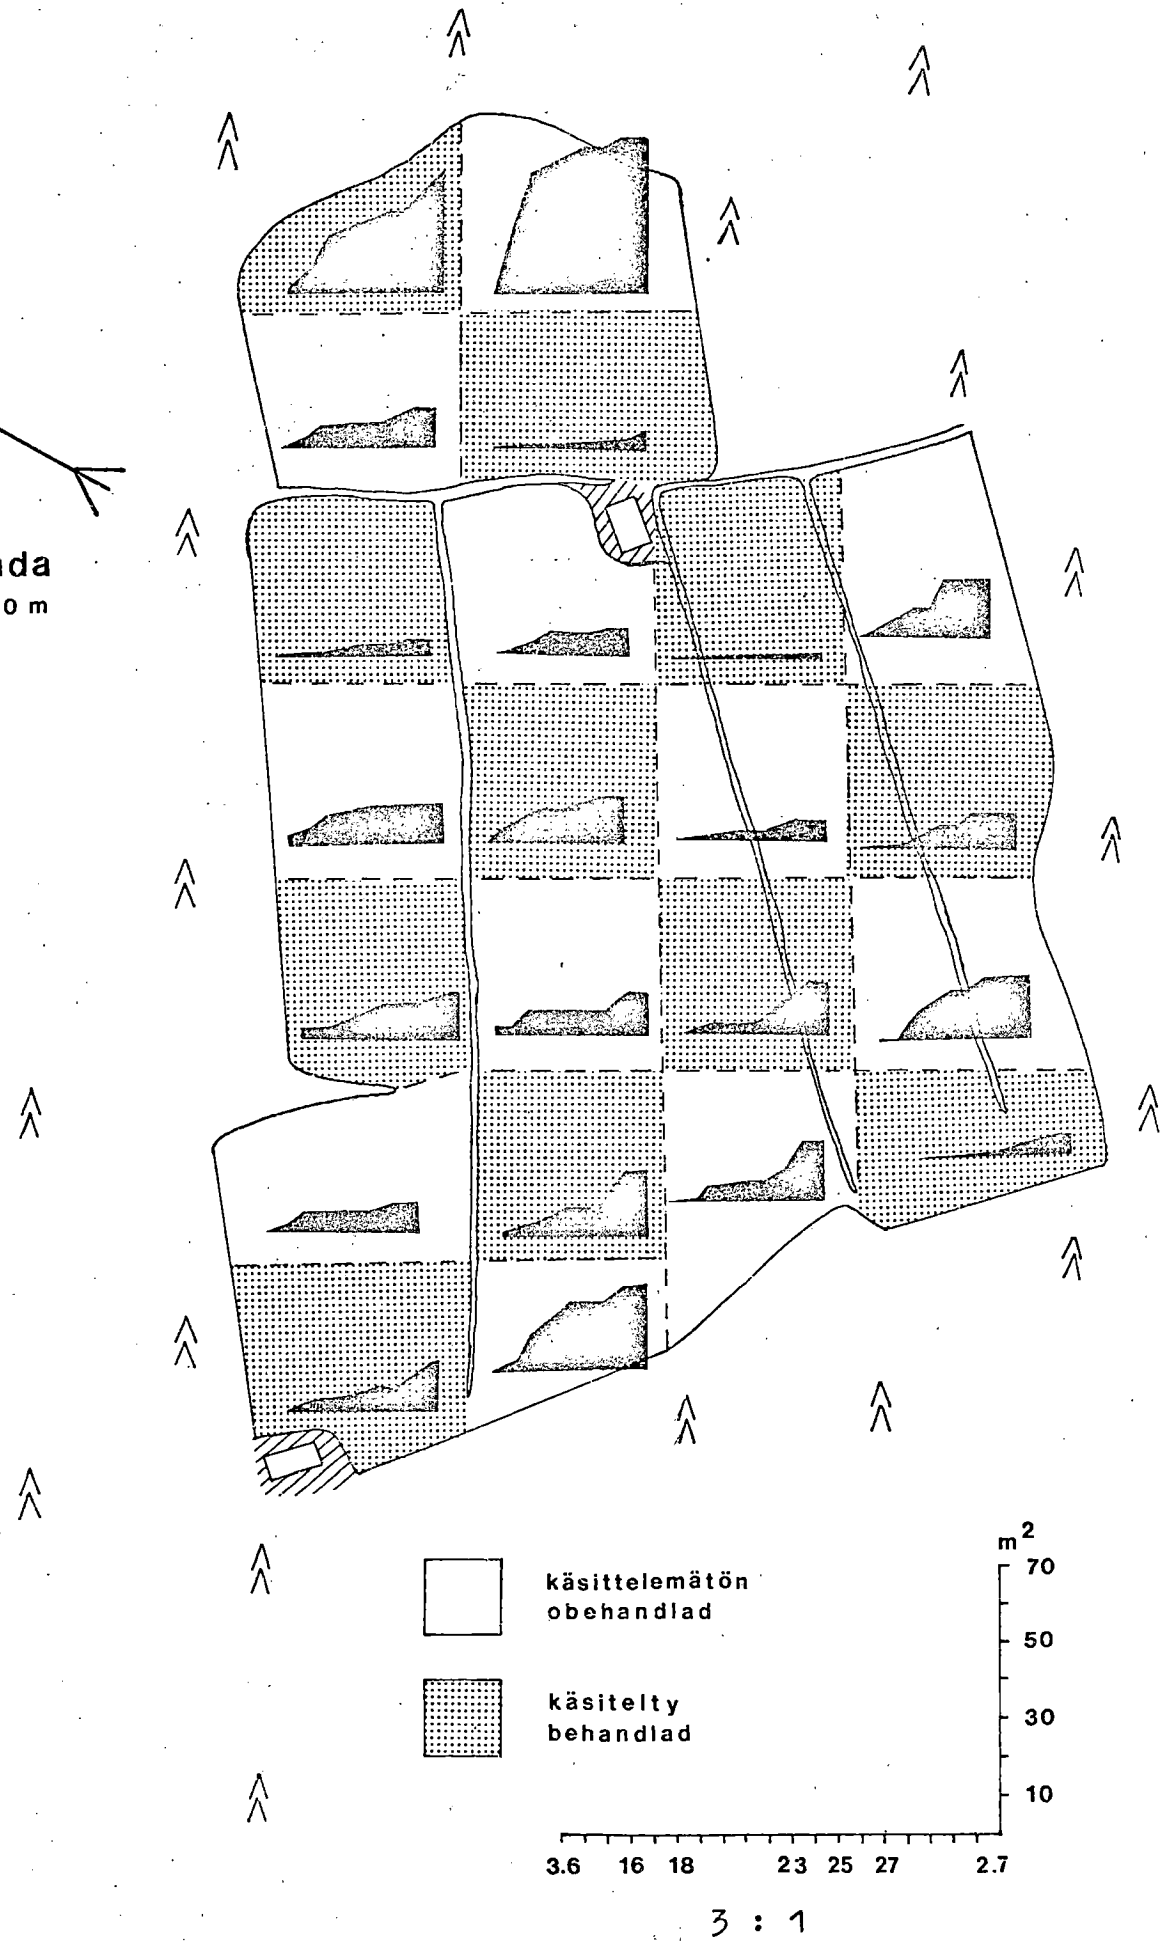 da
0 m
käsittelemätön
obehandlad
käsitelty
behandlad
m²
70
50
30
10
3.6 16 18 23 25 27 2.7
3 : 1